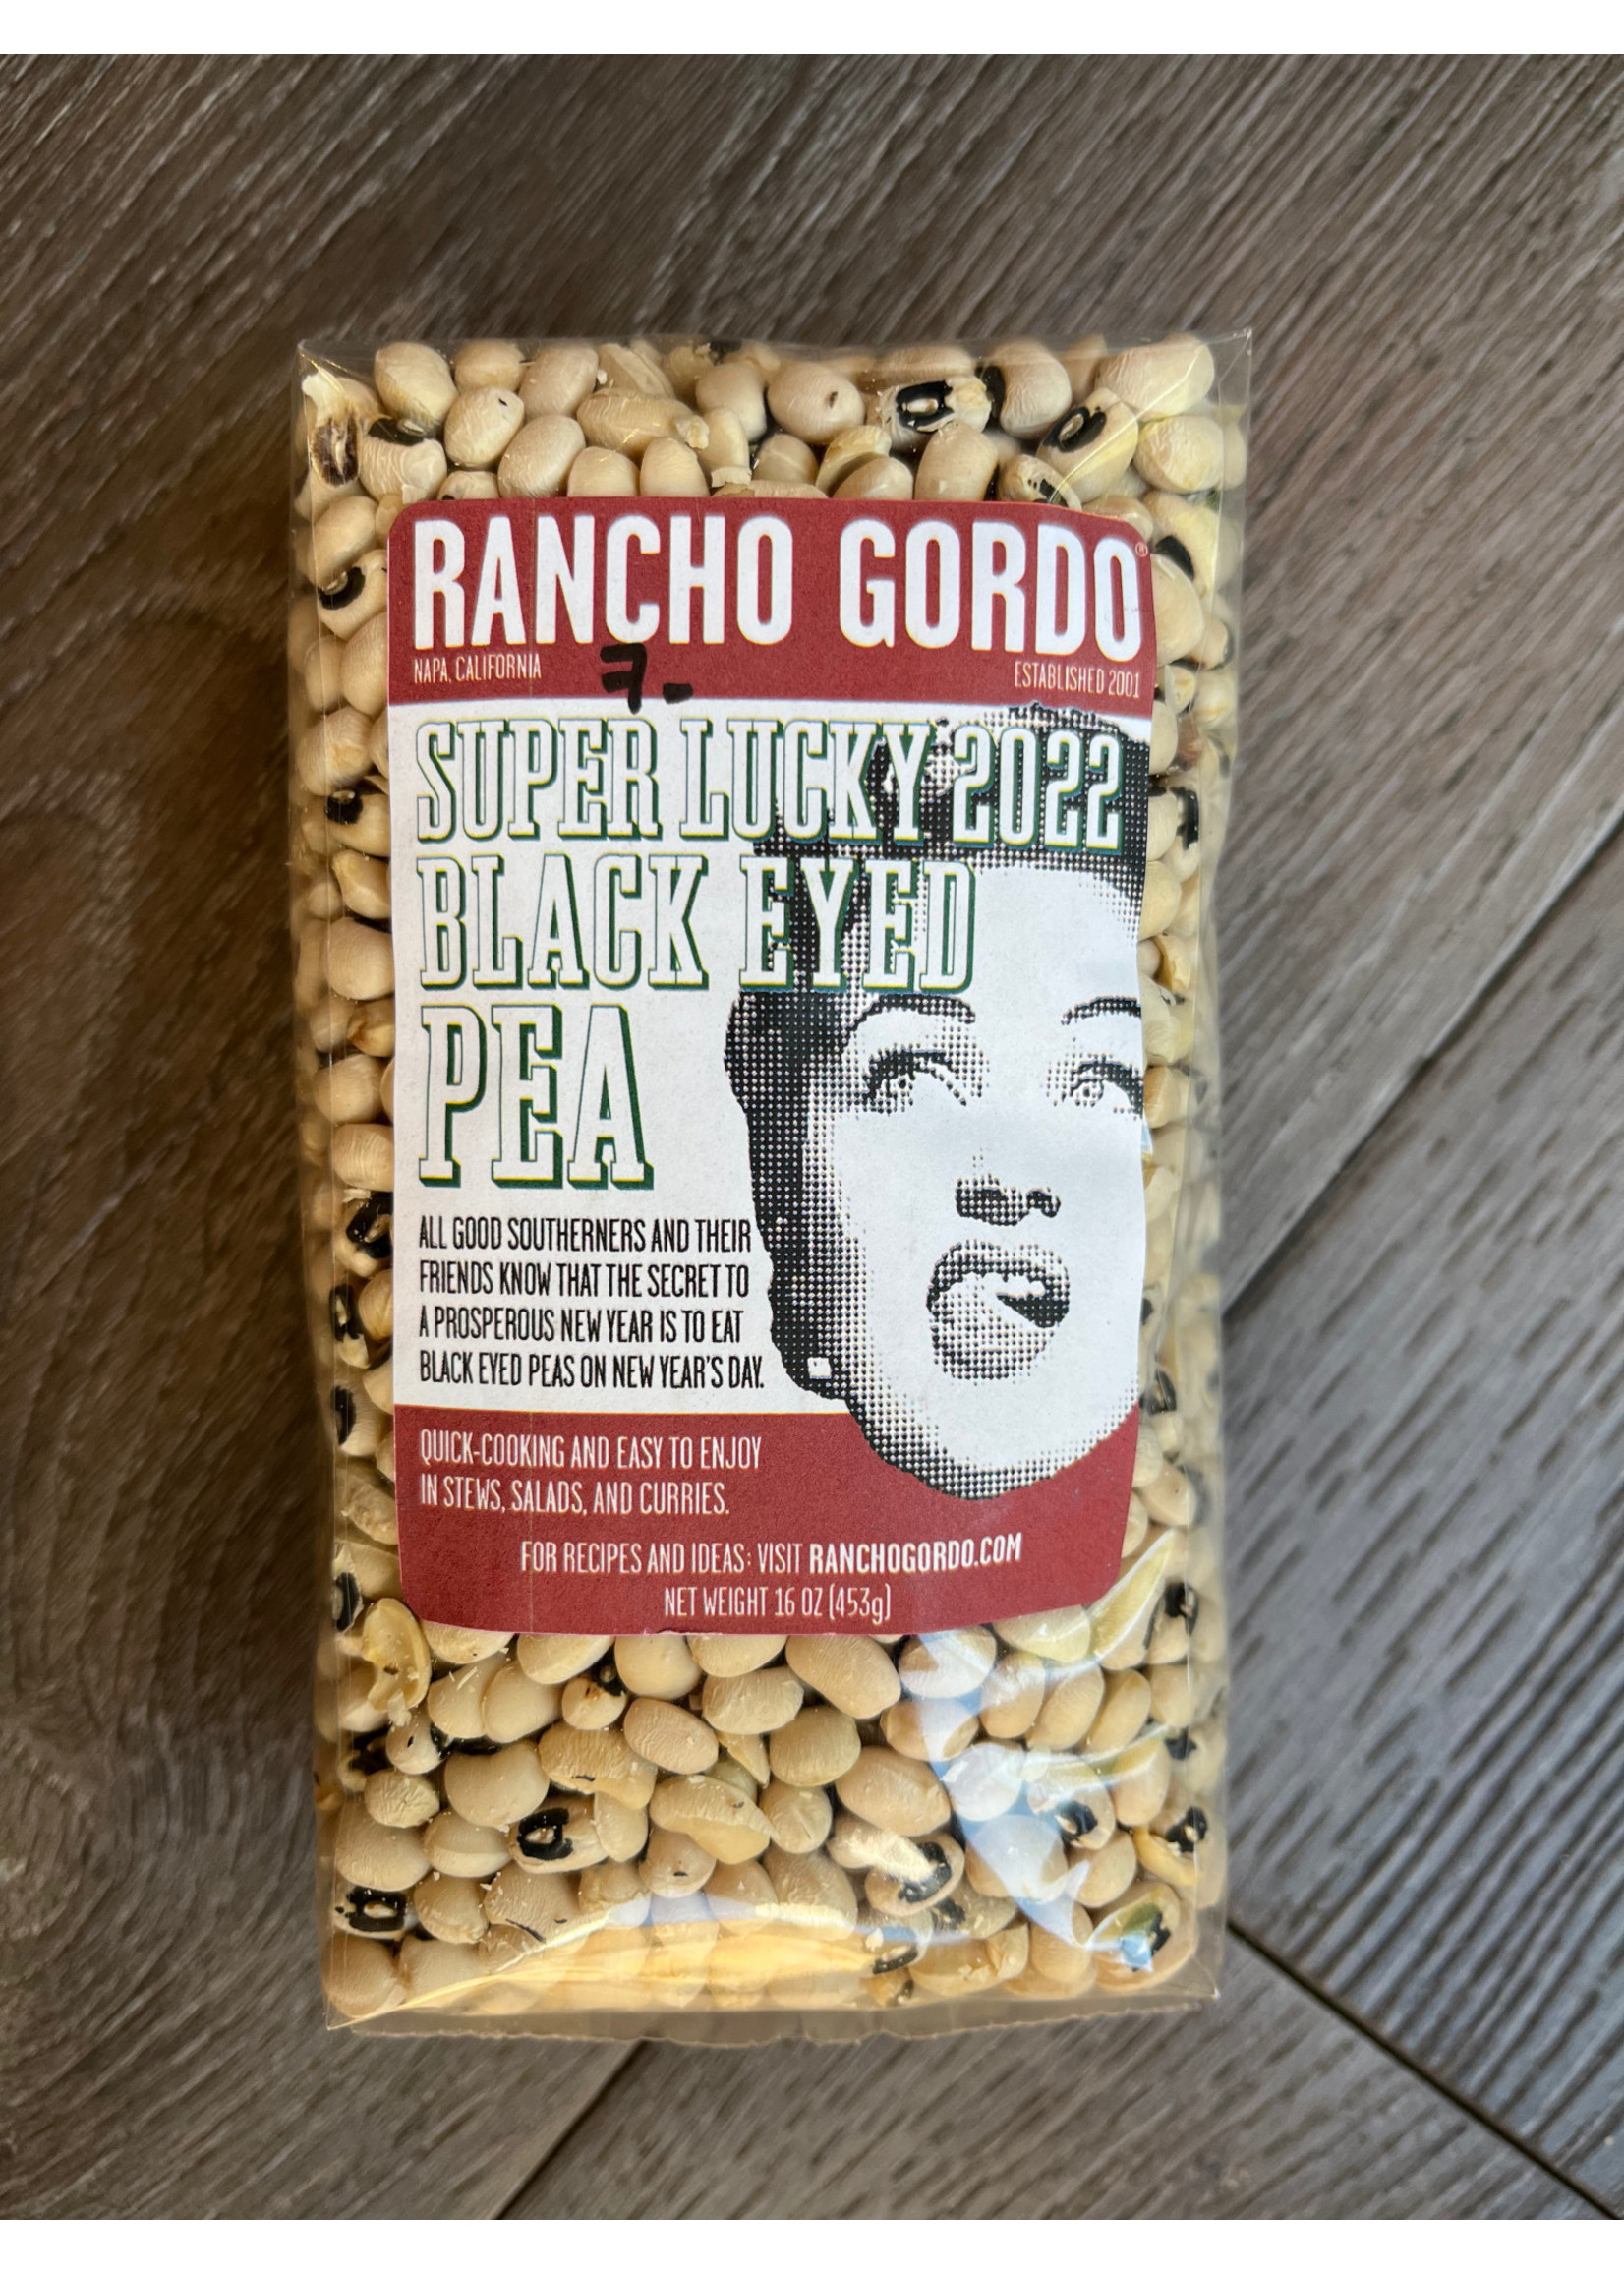 RANCHO GORDO®
NAPA, CALIFORNIA
ESTABLISHED 2001
7.-
SUPER LUCKY 2022
BLACK EYED
PEA
ALL GOOD SOUTHERNERS AND THEIR
FRIENDS KNOW THAT THE SECRET TO
A PROSPEROUS NEW YEAR IS TO EAT
BLACK EYED PEAS ON NEW YEAR'S DAY.
QUICK-COOKING AND EASY TO ENJOY
IN STEWS, SALADS, AND CURRIES.
FOR RECIPES AND IDEAS: VISIT RANCHOGORDO.COM
NET WEIGHT 16 OZ (453g)